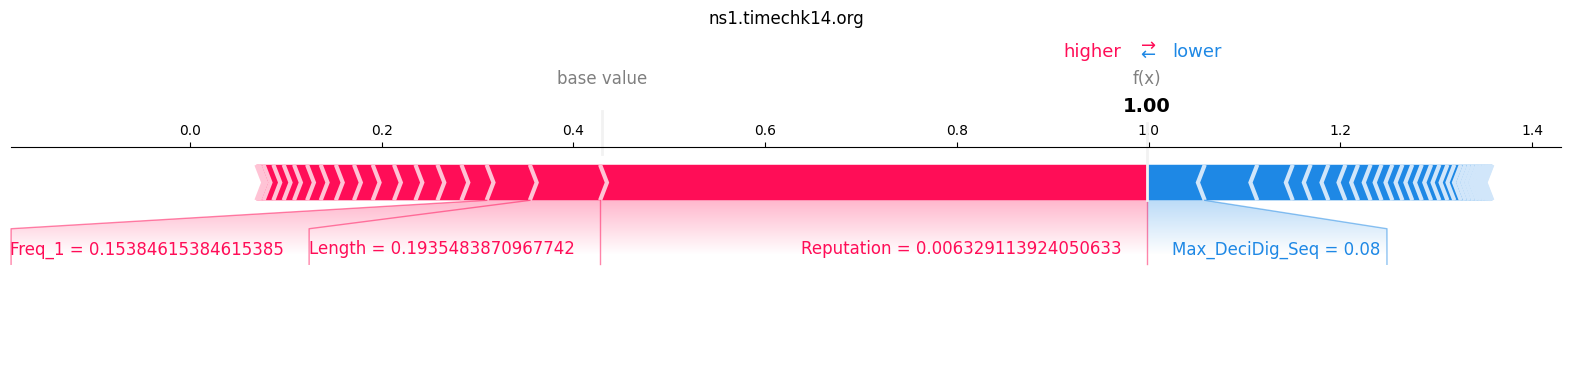 ns1.timechk14.org
higher → ← lower
base value f(x)
1.00
0.0 0.2 0.4 0.6 0.8 1.0 1.2 1.4
Freq_1 = 0.15384615384615385 Length = 0.1935483870967742 Reputation = 0.006329113924050633 Max_DeciDig_Seq = 0.08